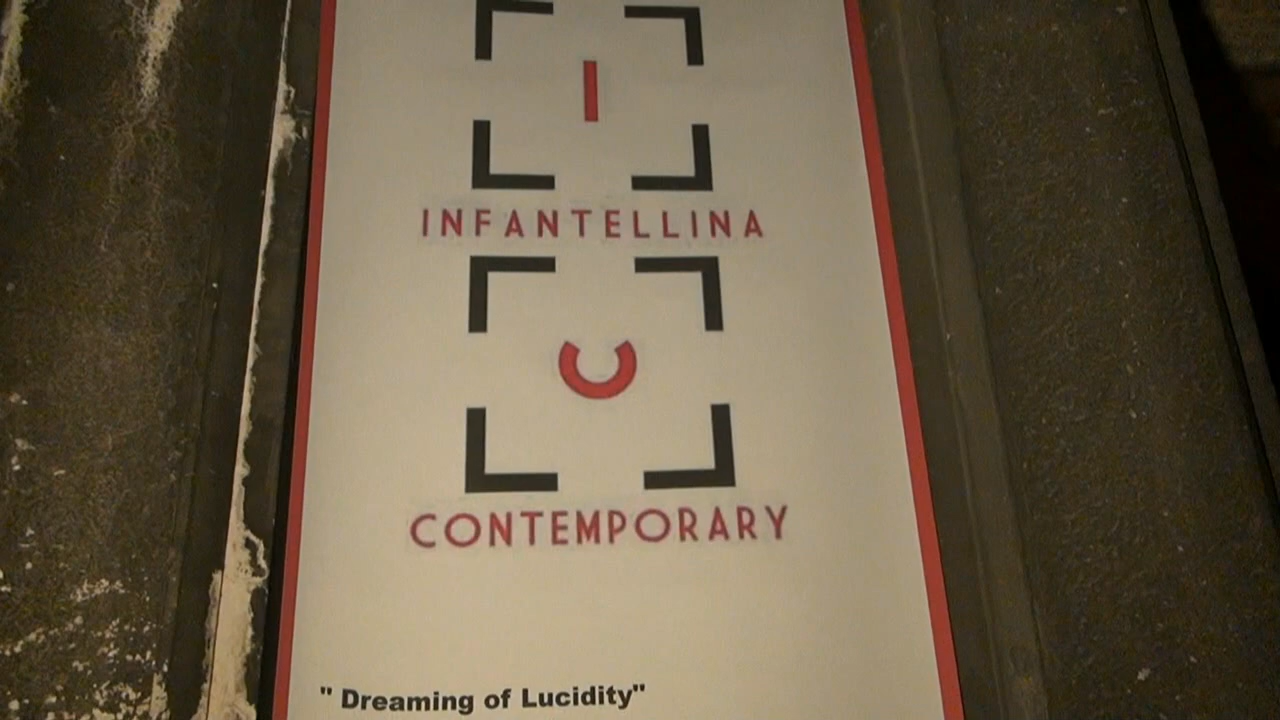 I
INFANTELLINA
C
CONTEMPORARY
" Dreaming of Lucidity"